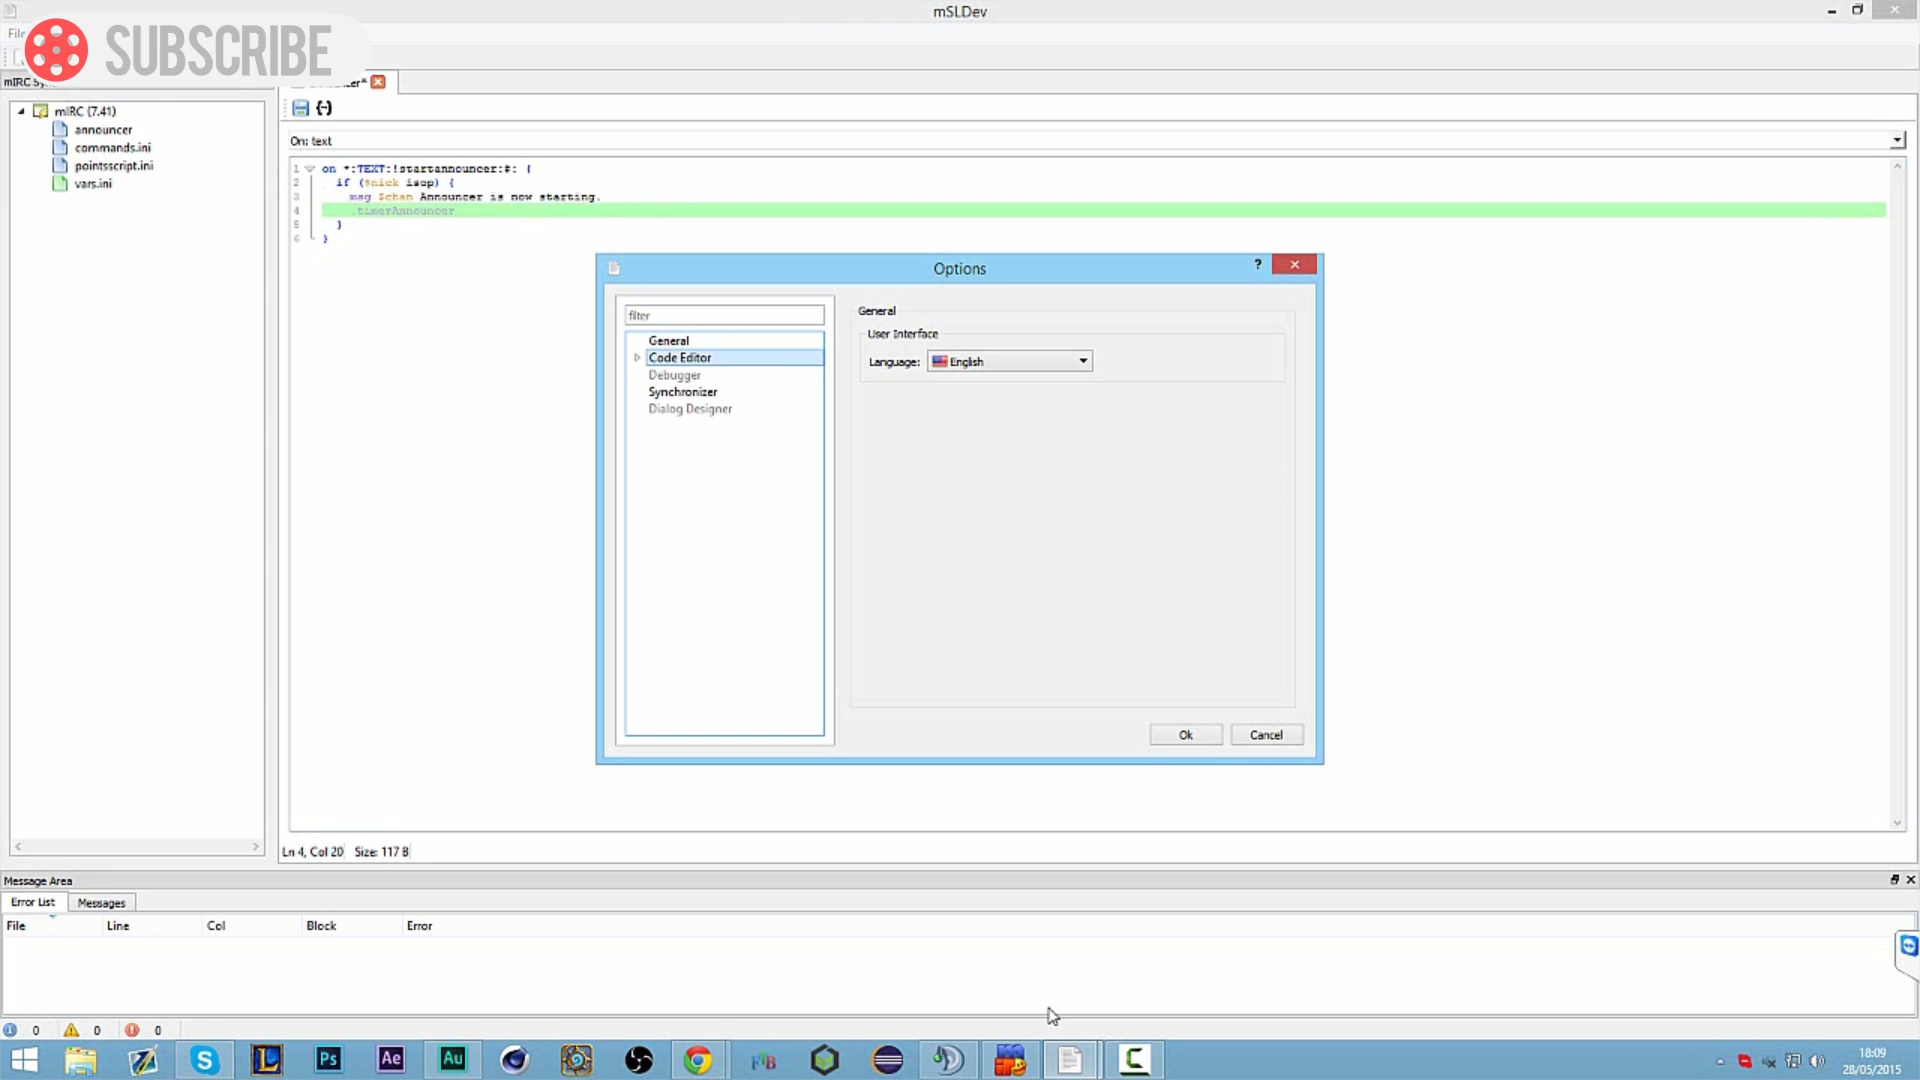 mSLDev
File
SUBSCRIBE
mIRC
mIRC (7.41)
announcer
commands.ini
pointsscript.ini
vars.ini
On: text
1 on *:TEXT:!startannouncer:#: {
2 if ($nick isop) {
3 msg $chan Announcer is now starting.
4 .timerAnnouncer
5 }
6 }
Options
?
filter
General
Code Editor
Debugger
Synchronizer
Dialog Designer
General
User Interface
Language: English
Ok Cancel
Ln 4, Col 20 Size: 117 B
Message Area
Error List Messages
File Line Col Block Error
0 0 0
Ps Ae Au FTB
18:09
28/05/2015